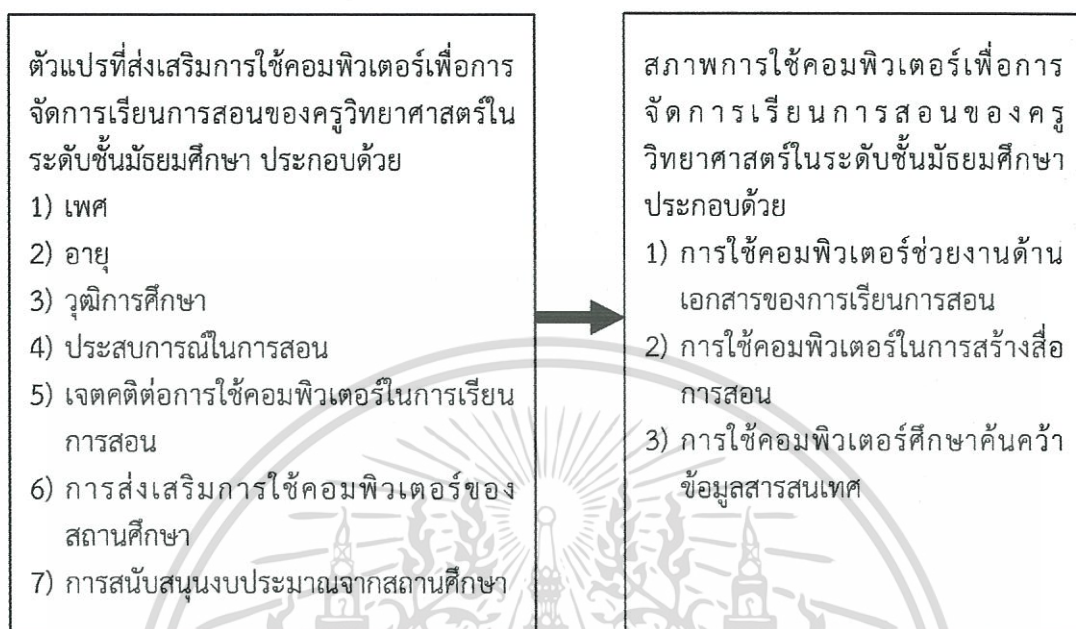 ตัวแปรที่ส่งเสริมการใช้คอมพิวเตอร์เพื่อการ
จัดการเรียนการสอนของครูวิทยาศาสตร์ใน
ระดับชั้นมัธยมศึกษา ประกอบด้วย
1) เพศ
2) อายุ
3) วุฒิการศึกษา
4) ประสบการณ์ในการสอน
5) เจตคติต่อการใช้คอมพิวเตอร์ในการเรียน
การสอน
6) การส่งเสริมการใช้คอมพิวเตอร์ของ
สถานศึกษา
7) การสนับสนุนงบประมาณจากสถานศึกษา
สภาพการใช้คอมพิวเตอร์เพื่อการ
จัดการเรียนการสอนของครู
วิทยาศาสตร์ในระดับชั้นมัธยมศึกษา
ประกอบด้วย
1) การใช้คอมพิวเตอร์ช่วยงานด้าน
เอกสารของการเรียนการสอน
2) การใช้คอมพิวเตอร์ในการสร้างสื่อ
การสอน
3) การใช้คอมพิวเตอร์ศึกษาค้นคว้า
ข้อมูลสารสนเทศ